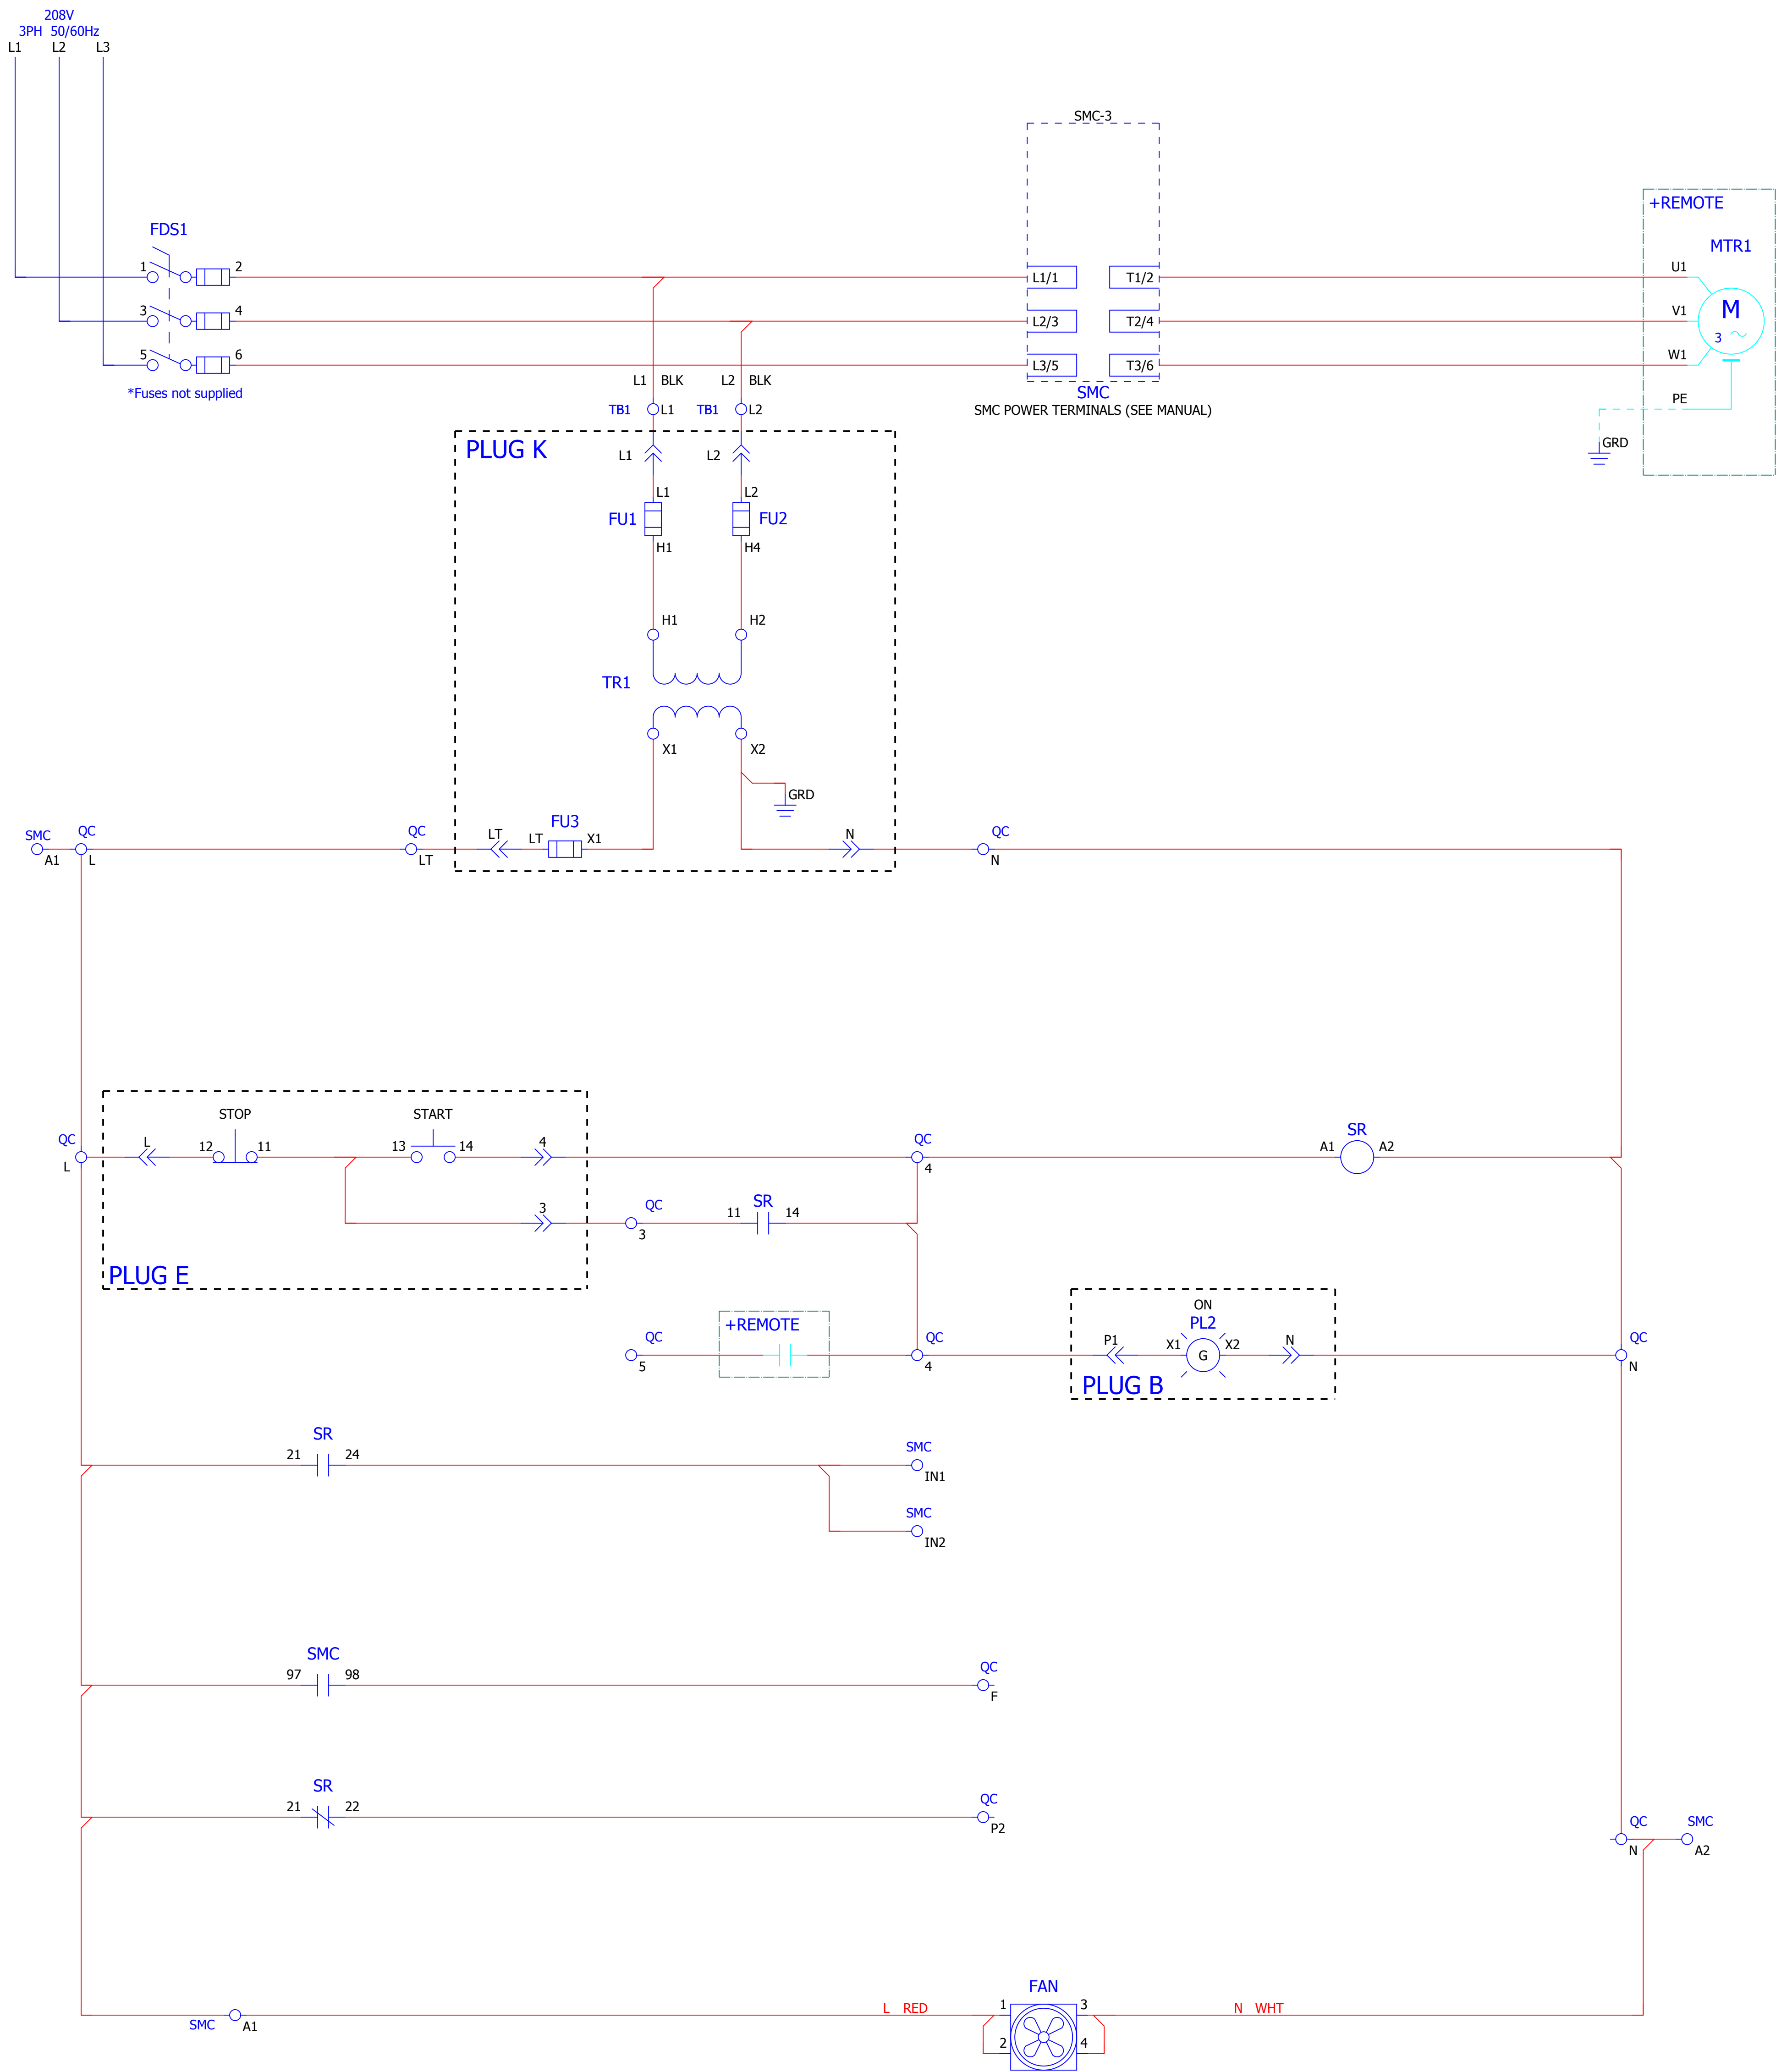 208V
3PH 50/60Hz
L1 L2 L3
SMC-3
+REMOTE
FDS1
MTR1
1 2 L1/1 T1/2 U1
3 4 L2/3 T2/4 V1
M
3
5 6 L3/5 T3/6 W1
*Fuses not supplied
L1 BLK L2 BLK
SMC
PE
TB1 L1 TB1 L2
SMC POWER TERMINALS (SEE MANUAL)
GRD
PLUG K
L1 L2
L1 L2
FU1 FU2
H1 H4
H1 H2
TR1
X1 X2
GRD
FU3
SMC QC QC LT LT X1 N QC
A1 L LT N
STOP START
QC L 12 11 13 14 4 QC A1 SR A2
L 4
3 QC 11 SR 14
3
PLUG E
ON
+REMOTE PL2
QC QC P1 X1 G X2 N QC
5 4 N
PLUG B
SR SMC
21 24 IN1
SMC
IN2
SMC QC
97 98 F
SR QC
21 22 P2
QC SMC
N A2
FAN
L RED 1 3 N WHT
SMC A1
2 4